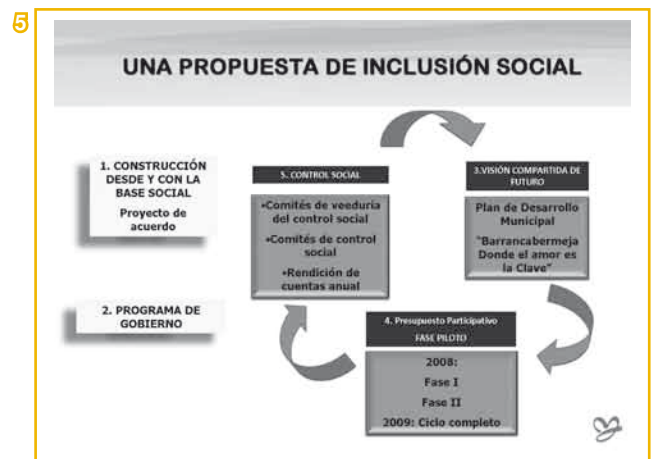 5
UNA PROPUESTA DE INCLUSIÓN SOCIAL
1. CONSTRUCCIÓN
DESDE Y CON LA
BASE SOCIAL
Proyecto de
acuerdo
2. PROGRAMA DE
GOBIERNO
5. CONTROL SOCIAL
•Comités de veeduría
del control social
•Comités de control
social
•Rendición de
cuentas anual
3.VISIÓN COMPARTIDA DE
FUTURO
Plan de Desarrollo
Municipal
"Barrancabermeja
Donde el amor es
la Clave"
4. Presupuesto Participativo
FASE PILOTO
2008:
Fase I
Fase II
2009: Ciclo completo